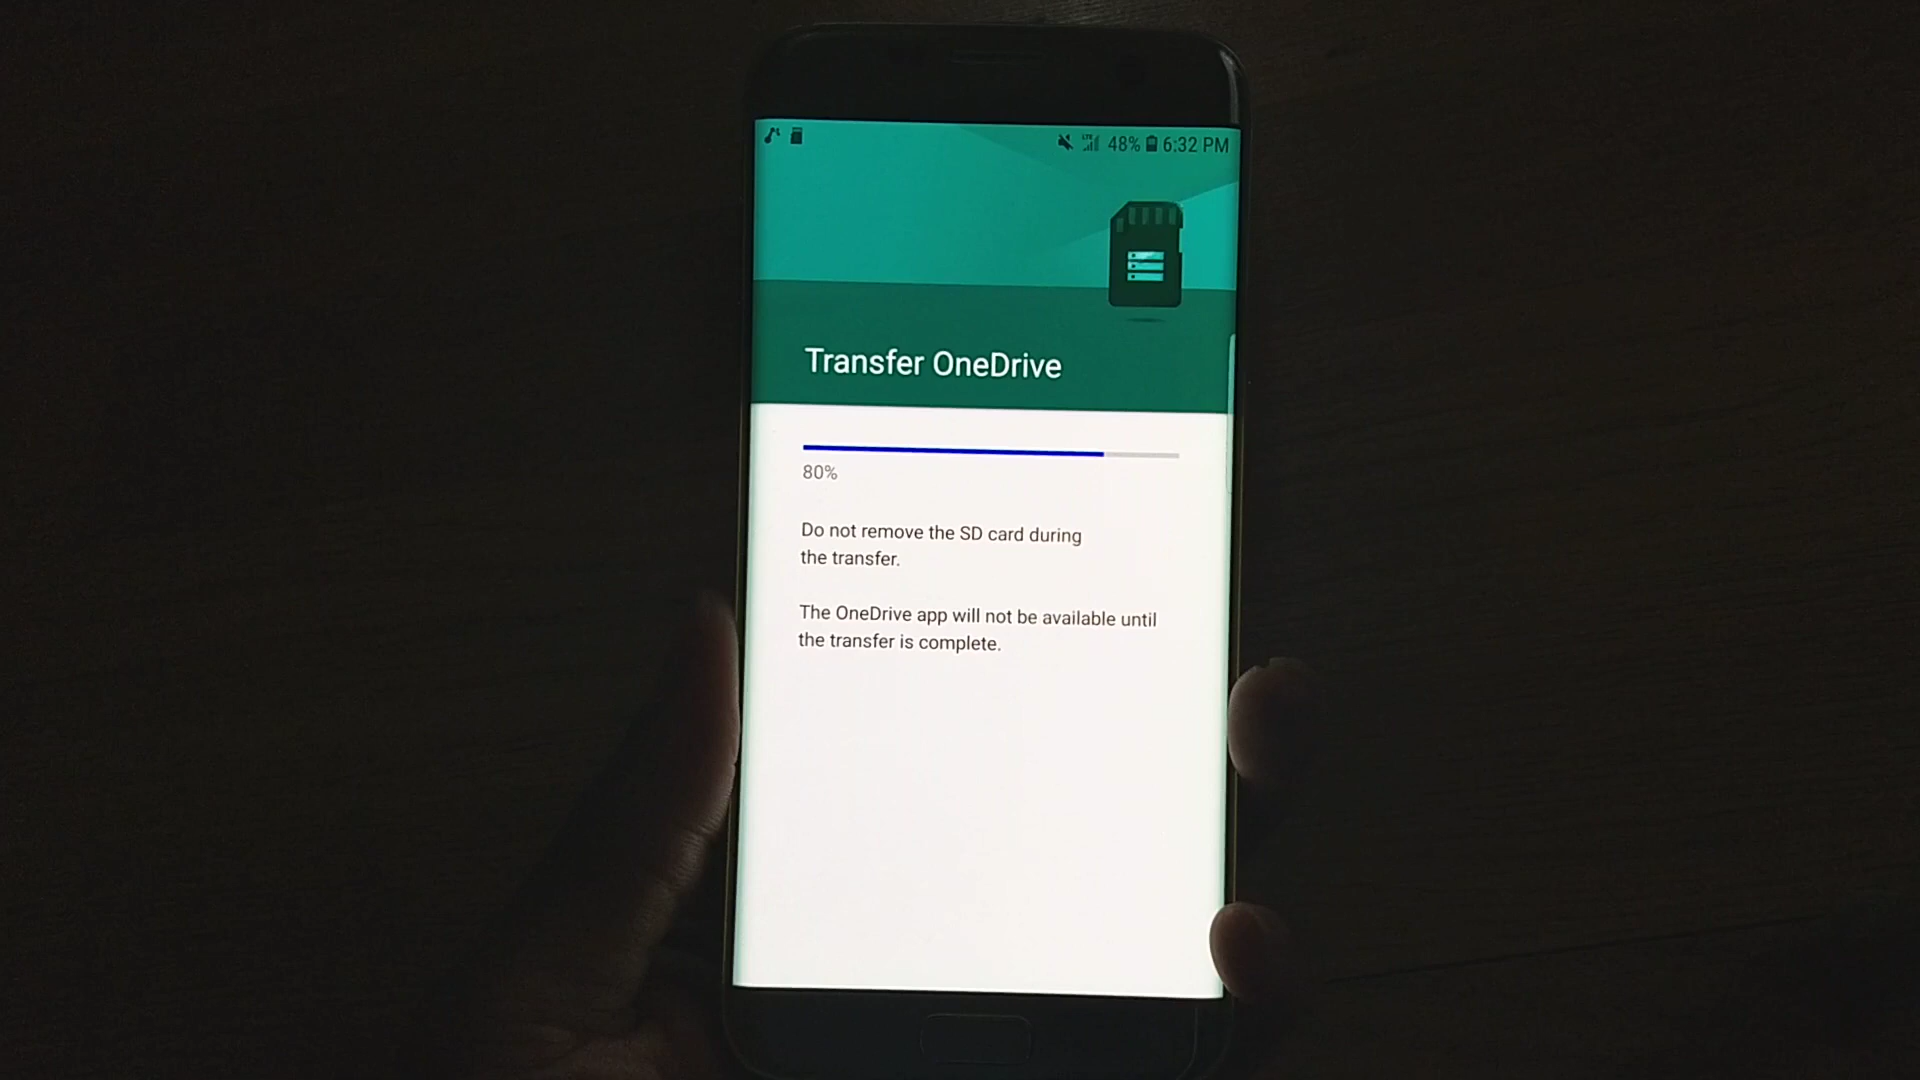 LTE 48% 6:32 PM
Transfer OneDrive
80%
Do not remove the SD card during
the transfer.
The OneDrive app will not be available until
the transfer is complete.